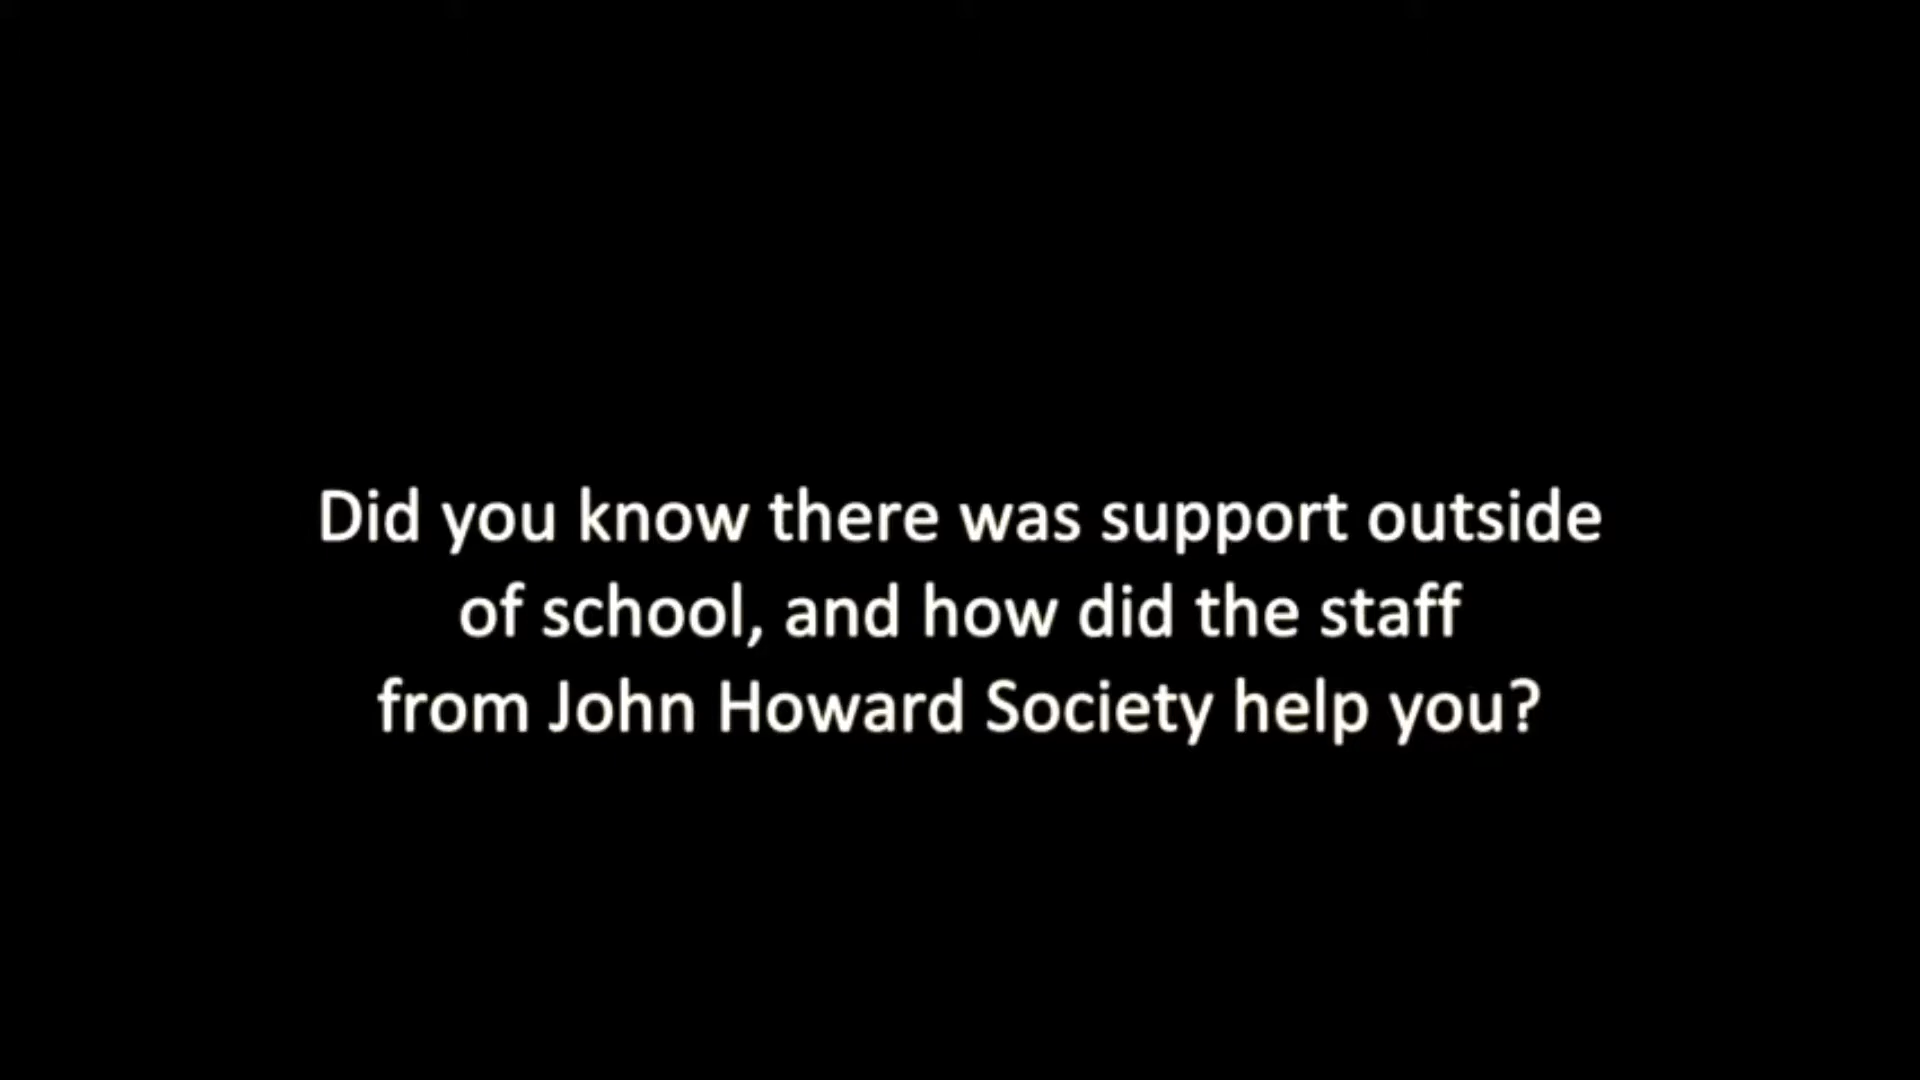 Did you know there was support outside
of school, and how did the staff
from John Howard Society help you?